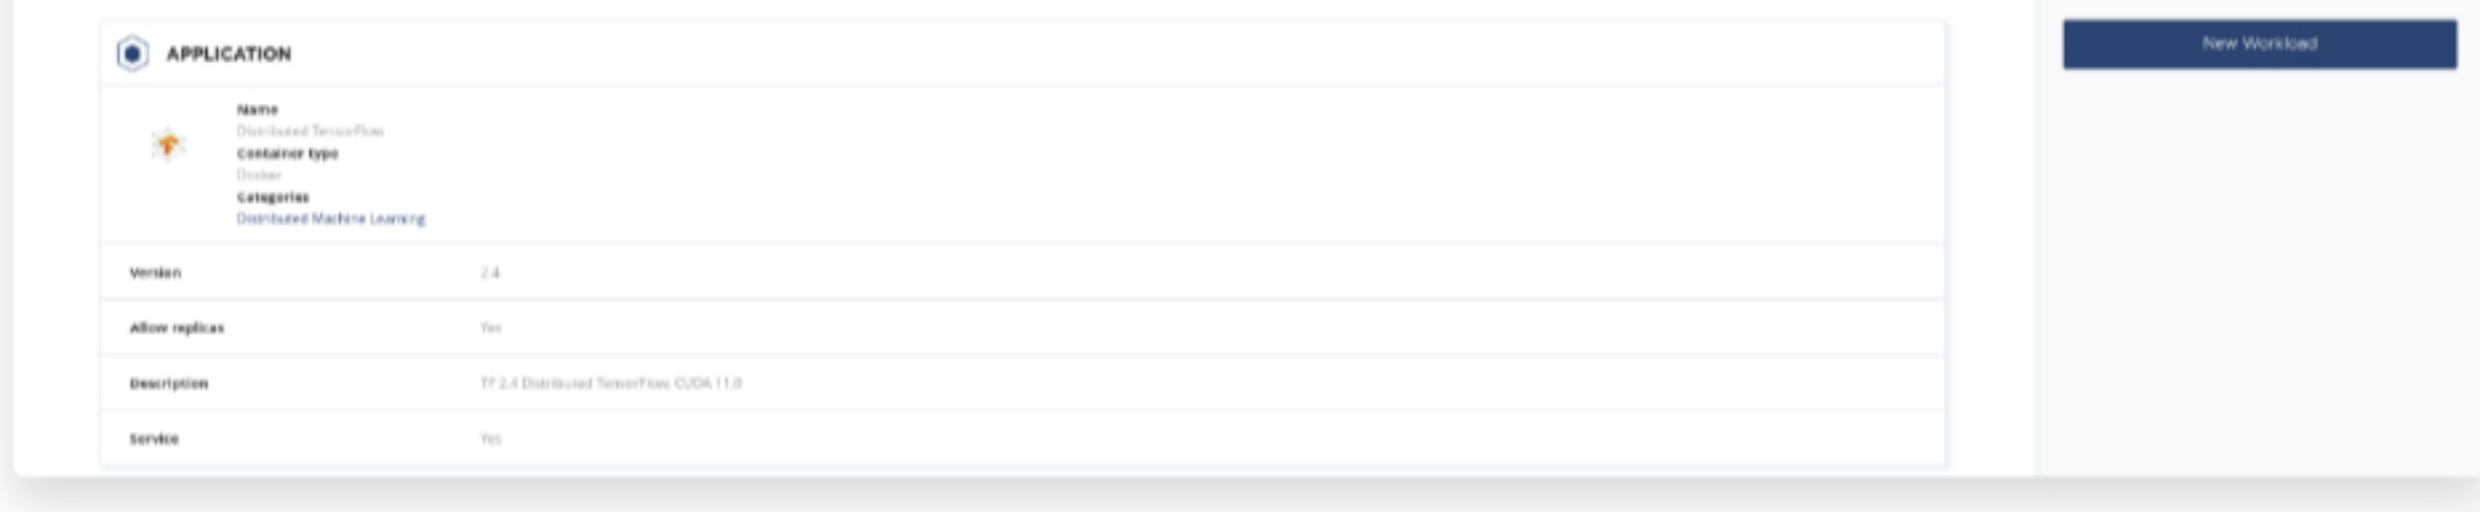 APPLICATION
New Workload
Name
Distributed TensorFlow
Container type
Docker
Categories
Distributed Machine Learning
Version 2.4
Allow replicas Yes
Description TF 2.4 Distributed TensorFlow, CUDA 11.0
Service Yes